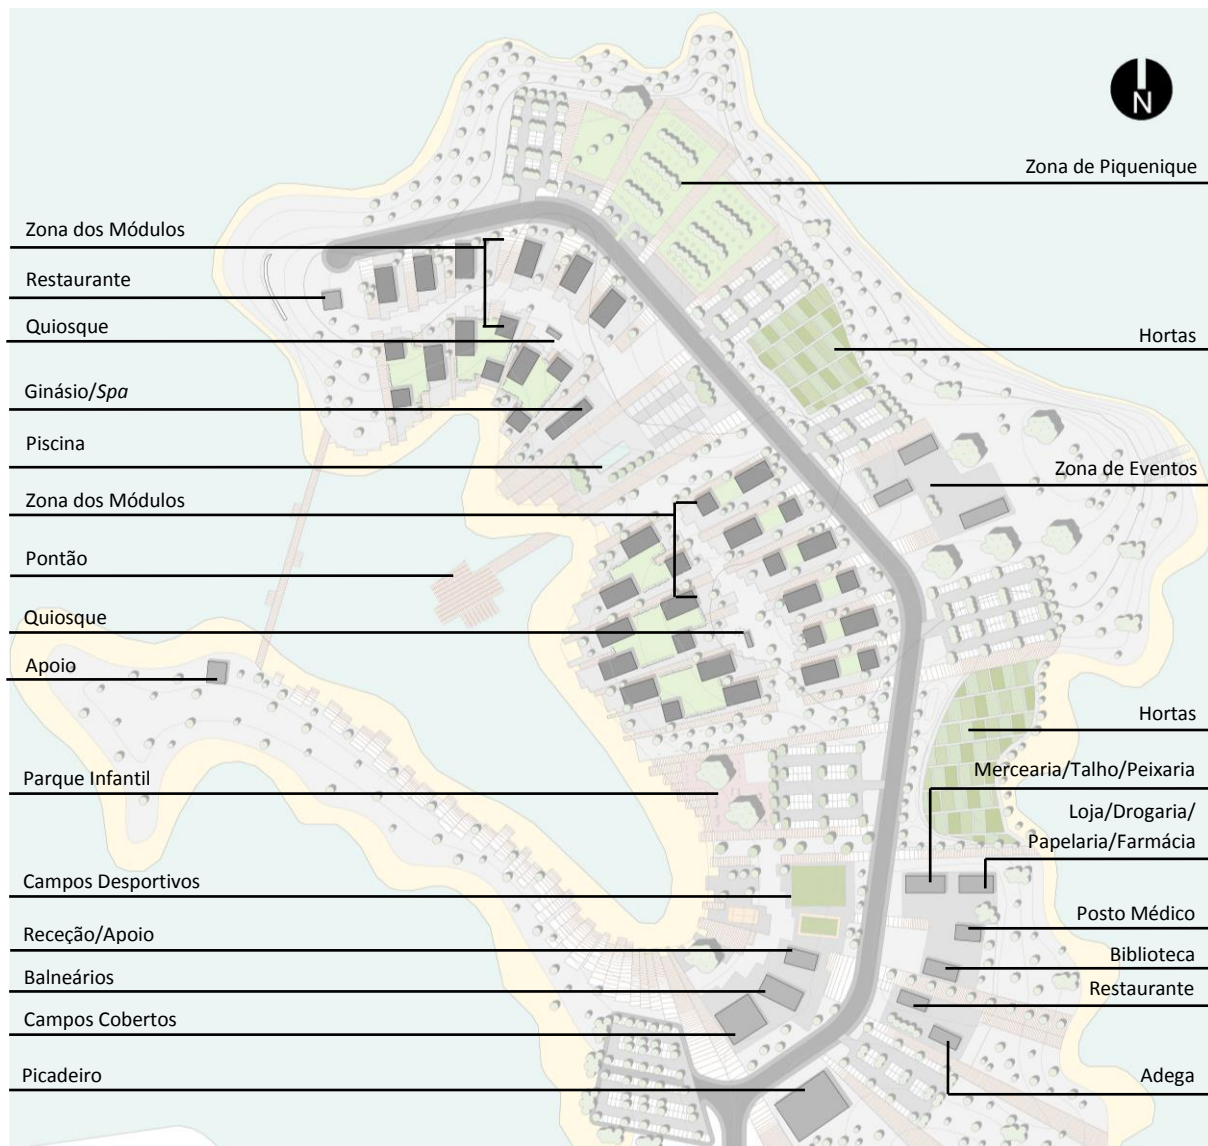 N
Zona de Piquenique
Zona dos Módulos
Restaurante
Quiosque
Hortas
Ginásio/Spa
Piscina
Zona de Eventos
Zona dos Módulos
Pontão
Quiosque
Apoio
Hortas
Mercearia/Talho/Peixaria
Parque Infantil
Loja/Drogaria/
Papelaria/Farmácia
Campos Desportivos
Posto Médico
Receção/Apoio
Biblioteca
Balneários
Restaurante
Campos Cobertos
Picadeiro
Adega